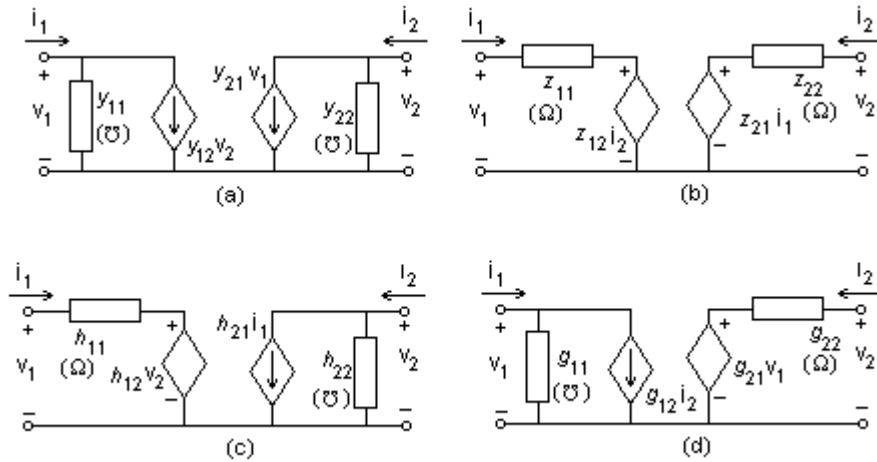 i1
i2
y11
(℧)
y12v2
y21v1
y22
(℧)
+
v1
−
+
v2
−
(a)
i1
i2
z11
(Ω)
+
z12i2
−
+
z21i1
−
z22
(Ω)
+
v1
−
+
v2
−
(b)
i1
I2
h11
(Ω)
+
h12v2
−
h21i1
h22
(℧)
+
v1
−
+
v2
−
(c)
i1
I2
g11
(℧)
g12i2
+
g21v1
−
g22
(Ω)
+
v1
−
+
v2
−
(d)